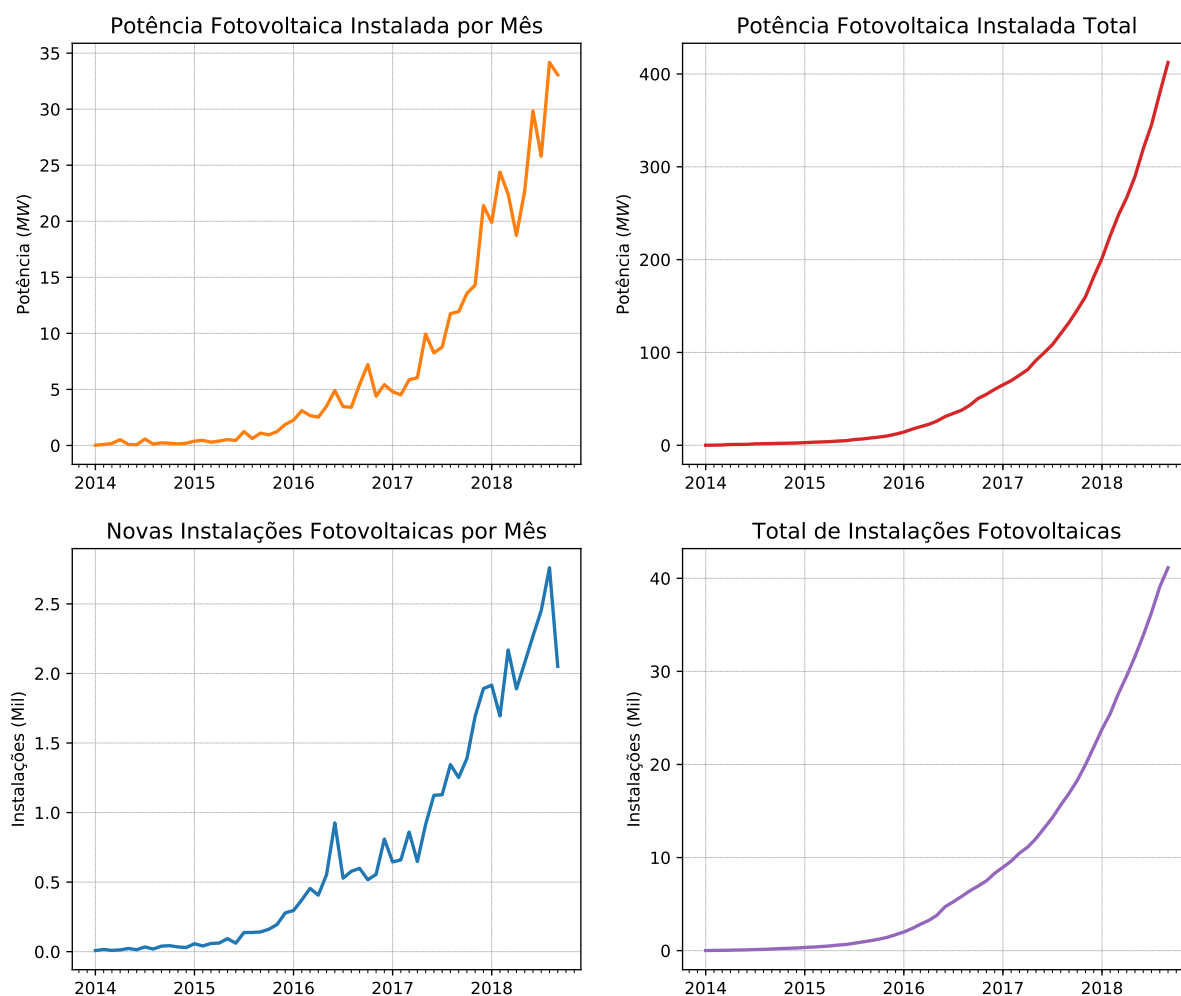 Potência Fotovoltaica Instalada por Mês
35
30
25
20
15
10
5
0
Potência (MW)
2014 2015 2016 2017 2018
Potência Fotovoltaica Instalada Total
400
300
200
100
0
Potência (MW)
2014 2015 2016 2017 2018
Novas Instalações Fotovoltaicas por Mês
2.5
2.0
1.5
1.0
0.5
0.0
Instalações (Mil)
2014 2015 2016 2017 2018
Total de Instalações Fotovoltaicas
40
30
20
10
0
Instalações (Mil)
2014 2015 2016 2017 2018